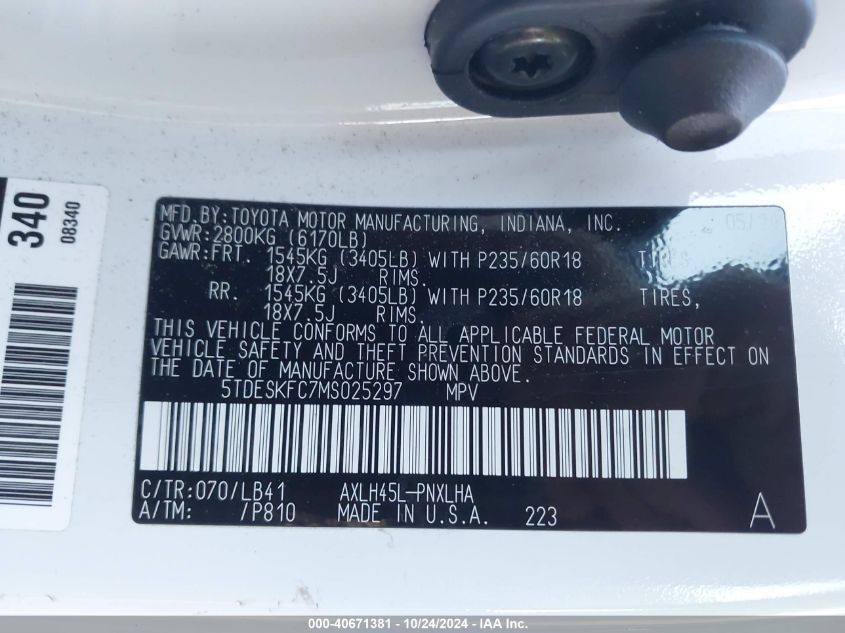 340
08340
MFD.BY:TOYOTA MOTOR MANUFACTURING, INDIANA, INC.
GVWR:2800KG (6170LB)
GAWR:FRT. 1545KG (3405LB) WITH P235/60R18 TIRES,
18X7.5J RIMS.
RR. 1545KG (3405LB) WITH P235/60R18 TIRES,
18X7.5J RIMS.
THIS VEHICLE CONFORMS TO ALL APPLICABLE FEDERAL MOTOR
VEHICLE SAFETY AND THEFT PREVENTION STANDARDS IN EFFECT ON
THE DATE OF MANUFACTURE SHOWN ABOVE.
5TDESKFC7MS025297 MPV
C/TR:070/LB41 AXLH45L-PNXLHA
A/TM: /P810 MADE IN U.S.A. 223
A
000-40671381 - 10/24/2024 - IAA Inc.